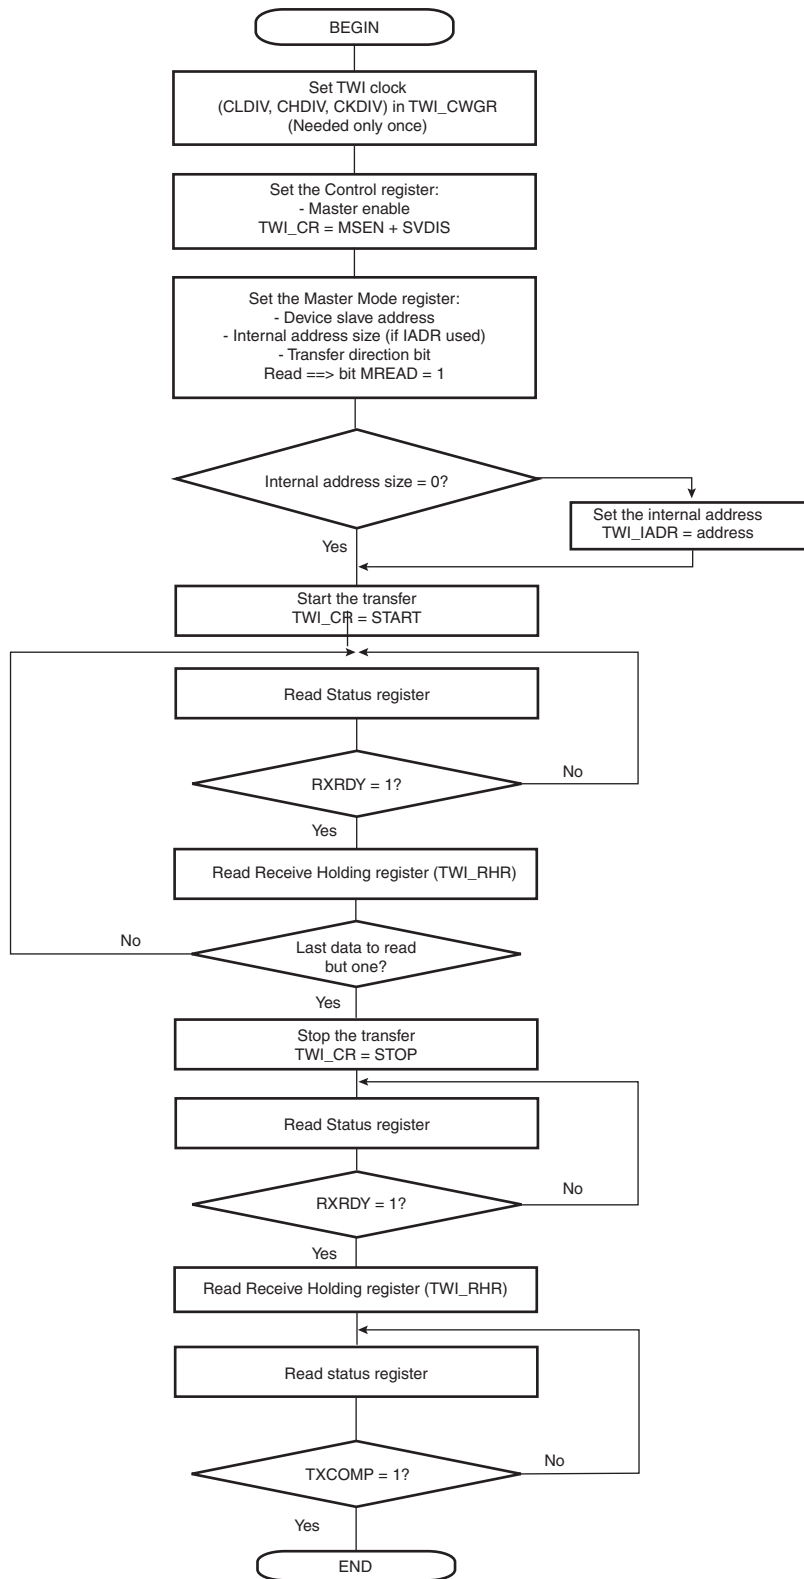 BEGIN
Set TWI clock
(CLDIV, CHDIV, CKDIV) in TWI_CWGR
(Needed only once)
Set the Control register:
- Master enable
TWI_CR = MSEN + SVDIS
Set the Master Mode register:
- Device slave address
- Internal address size (if IADR used)
- Transfer direction bit
Read ==> bit MREAD = 1
Internal address size = 0?
Set the internal address
TWI_IADR = address
Yes
Start the transfer
TWI_CR = START
Read Status register
RXRDY = 1?
No
Yes
Read Receive Holding register (TWI_RHR)
No
Last data to read
but one?
Yes
Stop the transfer
TWI_CR = STOP
Read Status register
RXRDY = 1?
No
Yes
Read Receive Holding register (TWI_RHR)
Read status register
TXCOMP = 1?
No
Yes
END